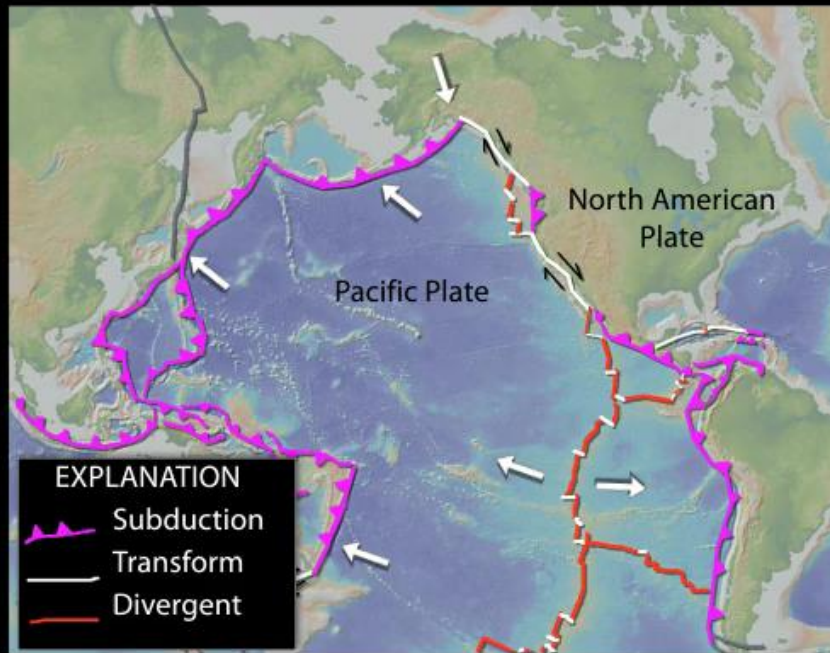 North American
Plate
Pacific Plate
EXPLANATION
Subduction
Transform
Divergent